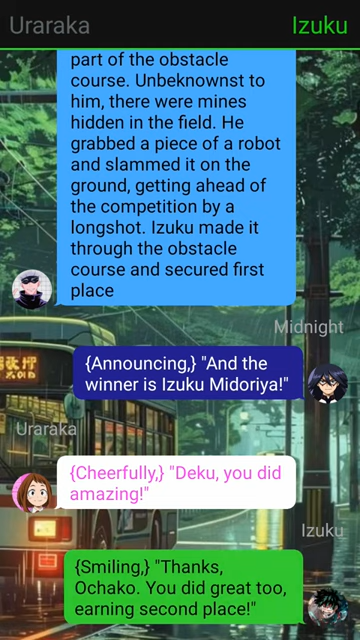 Uraraka Izuku
part of the obstacle
course. Unbeknownst to
him, there were mines
hidden in the field. He
grabbed a piece of a robot
and slammed it on the
ground, getting ahead of
the competition by a
longshot. Izuku made it
through the obstacle
course and secured first
place
Midnight
{Announcing,} "And the
winner is Izuku Midoriya!"
Uraraka
{Cheerfully,} "Deku, you did
amazing!"
Izuku
{Smiling,} "Thanks,
Ochako. You did great too,
earning second place!"